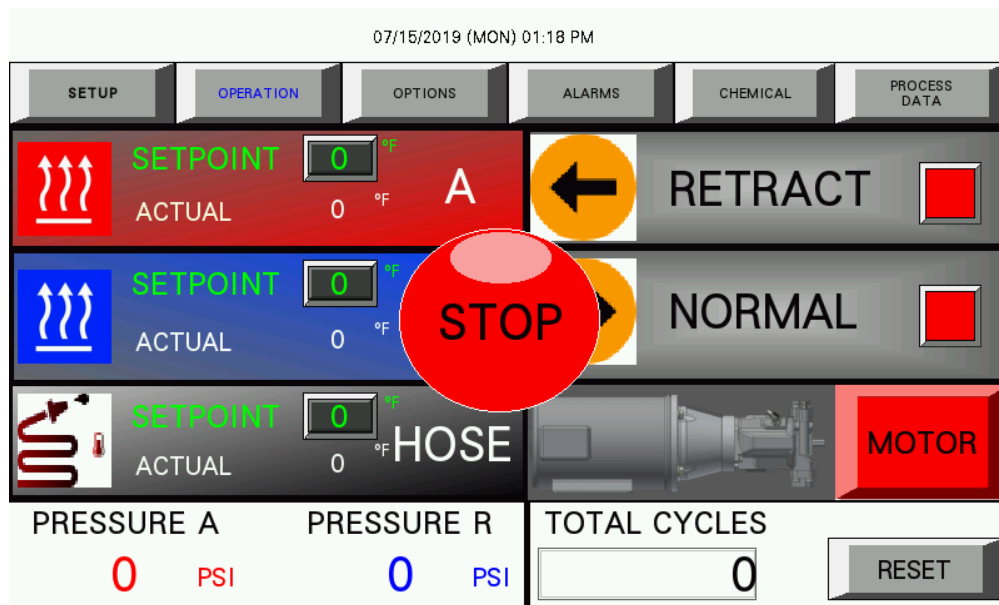 07/15/2019 (MON) 01:18 PM
SETUP
OPERATION
OPTIONS
ALARMS
CHEMICAL
PROCESS
DATA
SETPOINT 0 °F
ACTUAL 0 °F
A
RETRACT
SETPOINT 0 °F
ACTUAL 0 °F
STOP
NORMAL
SETPOINT 0 °F
ACTUAL 0 °F
HOSE
MOTOR
PRESSURE A
0 PSI
PRESSURE R
0 PSI
TOTAL CYCLES
0
RESET